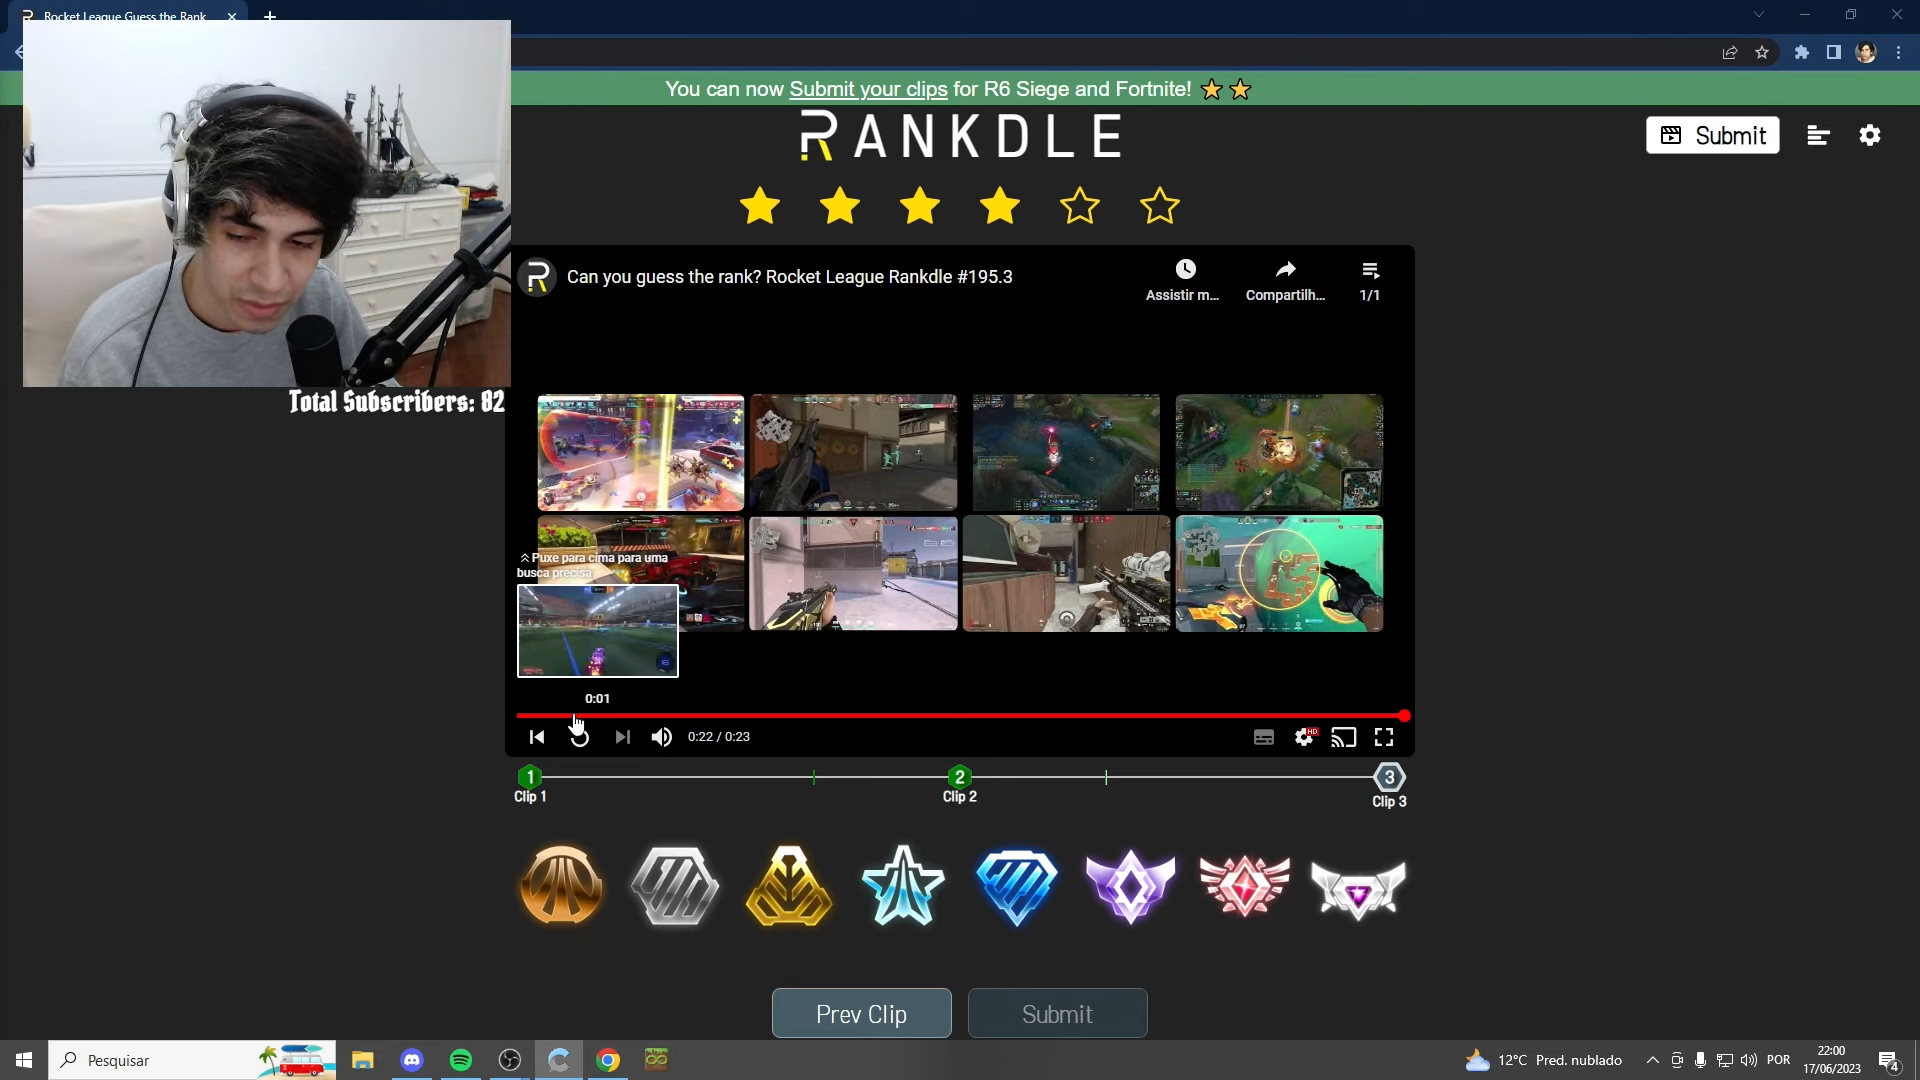 Rocket League Guess the Rank
You can now Submit your clips for R6 Siege and Fortnite!
RANKDLE
Submit
Can you guess the rank? Rocket League Rankdle #195.3
Assistir m...
Compartilh...
1/1
Total Subscribers: 82
Puxe para cima para uma
busca precisa
0:01
0:22 / 0:23
HD
1
2
3
Clip 1
Clip 2
Clip 3
Prev Clip
Submit
Pesquisar
12°C Pred. nublado
POR
22:00
17/06/2023
4